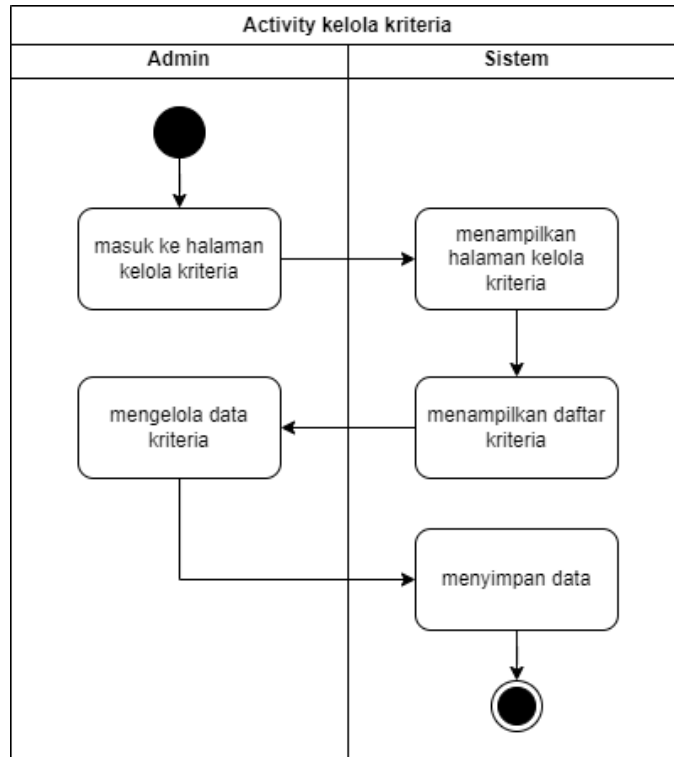 Activity kelola kriteria
Admin
Sistem
masuk ke halaman
kelola kriteria
menampilkan
halaman kelola
kriteria
mengelola data
kriteria
menampilkan daftar
kriteria
menyimpan data